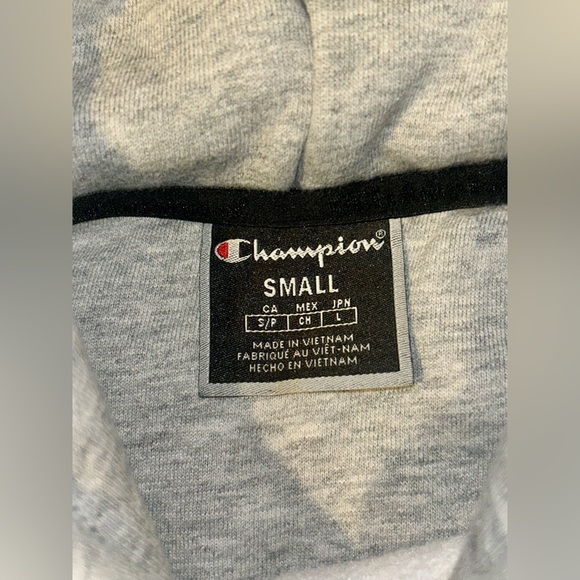 Champion®
SMALL
CA MEX JPN
S/P CH L
MADE IN VIETNAM
FABRIQUÉ AU VIÊT-NAM
HECHO EN VIETNAM